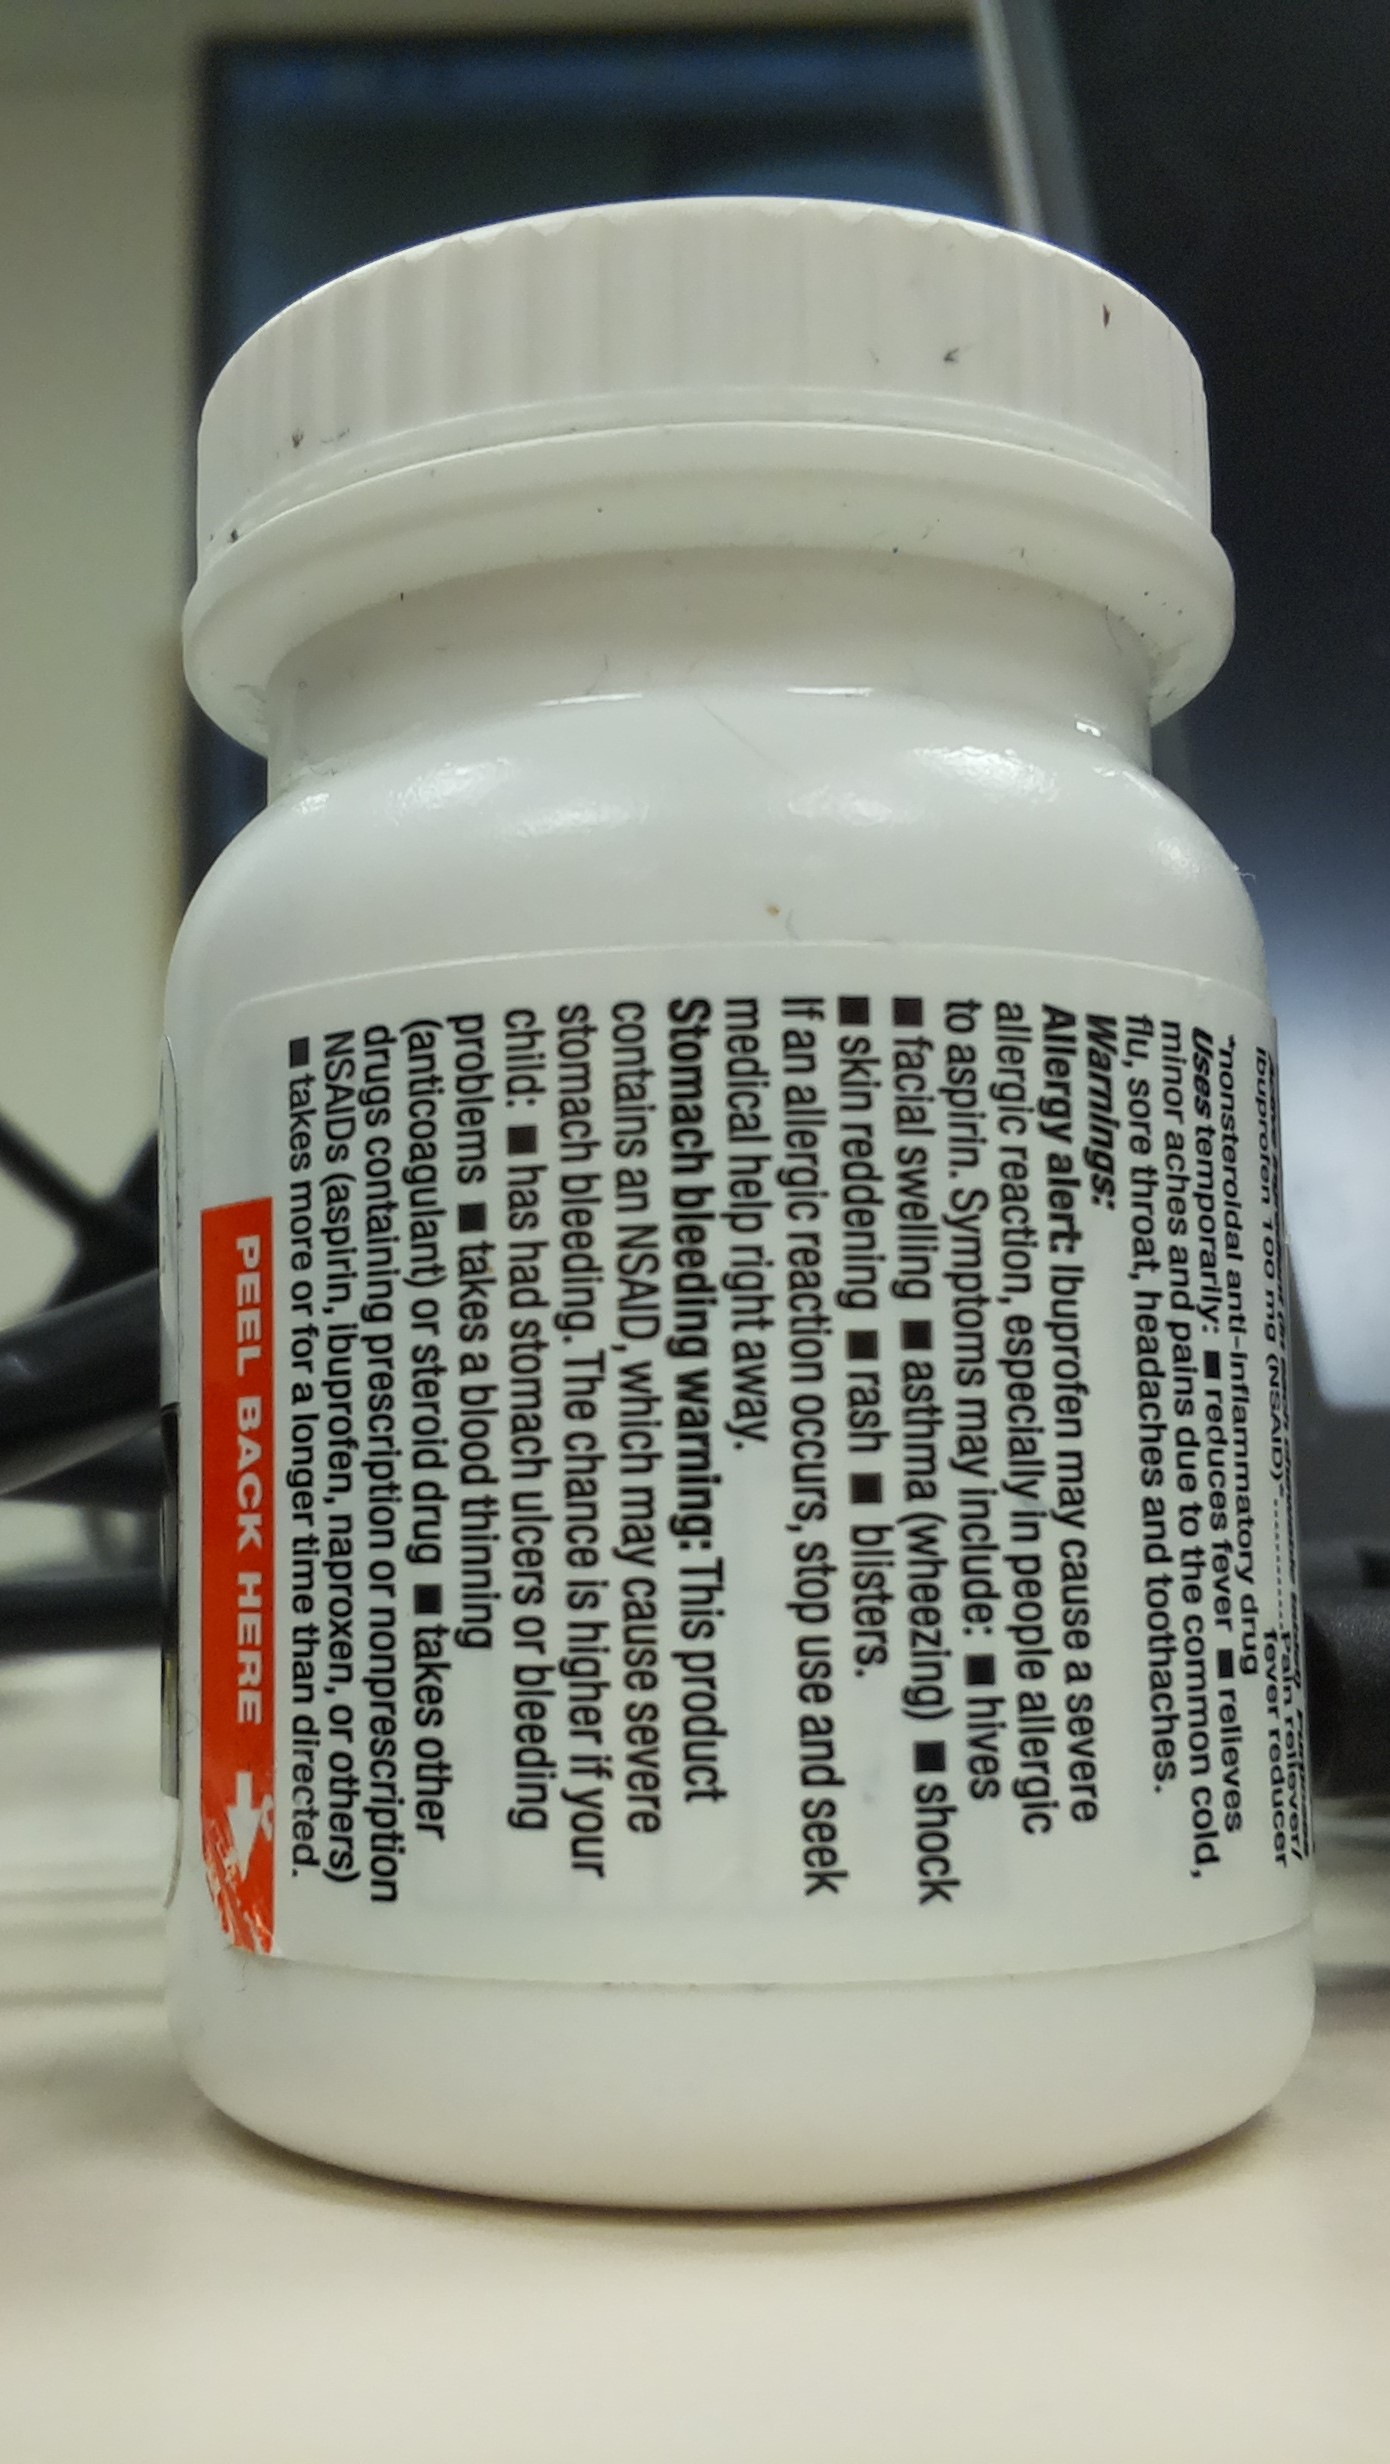 Ibuprofen 100 mg (NSAID)*............Pain reliever/
fever reducer
*nonsteroidal anti-inflammatory drug
Uses temporarily: ■ reduces fever ■ relieves
minor aches and pains due to the common cold,
flu, sore throat, headaches and toothaches.
Warnings:
Allergy alert: Ibuprofen may cause a severe
allergic reaction, especially in people allergic
to aspirin. Symptoms may include: ■ hives
■ facial swelling ■ asthma (wheezing) ■ shock
■ skin reddening ■ rash ■ blisters.
If an allergic reaction occurs, stop use and seek
medical help right away.
Stomach bleeding warning: This product
contains an NSAID, which may cause severe
stomach bleeding. The chance is higher if your
child: ■ has had stomach ulcers or bleeding
problems ■ takes a blood thinning
(anticoagulant) or steroid drug ■ takes other
drugs containing prescription or nonprescription
NSAIDs (aspirin, ibuprofen, naproxen, or others)
■ takes more or for a longer time than directed.
PEEL BACK HERE